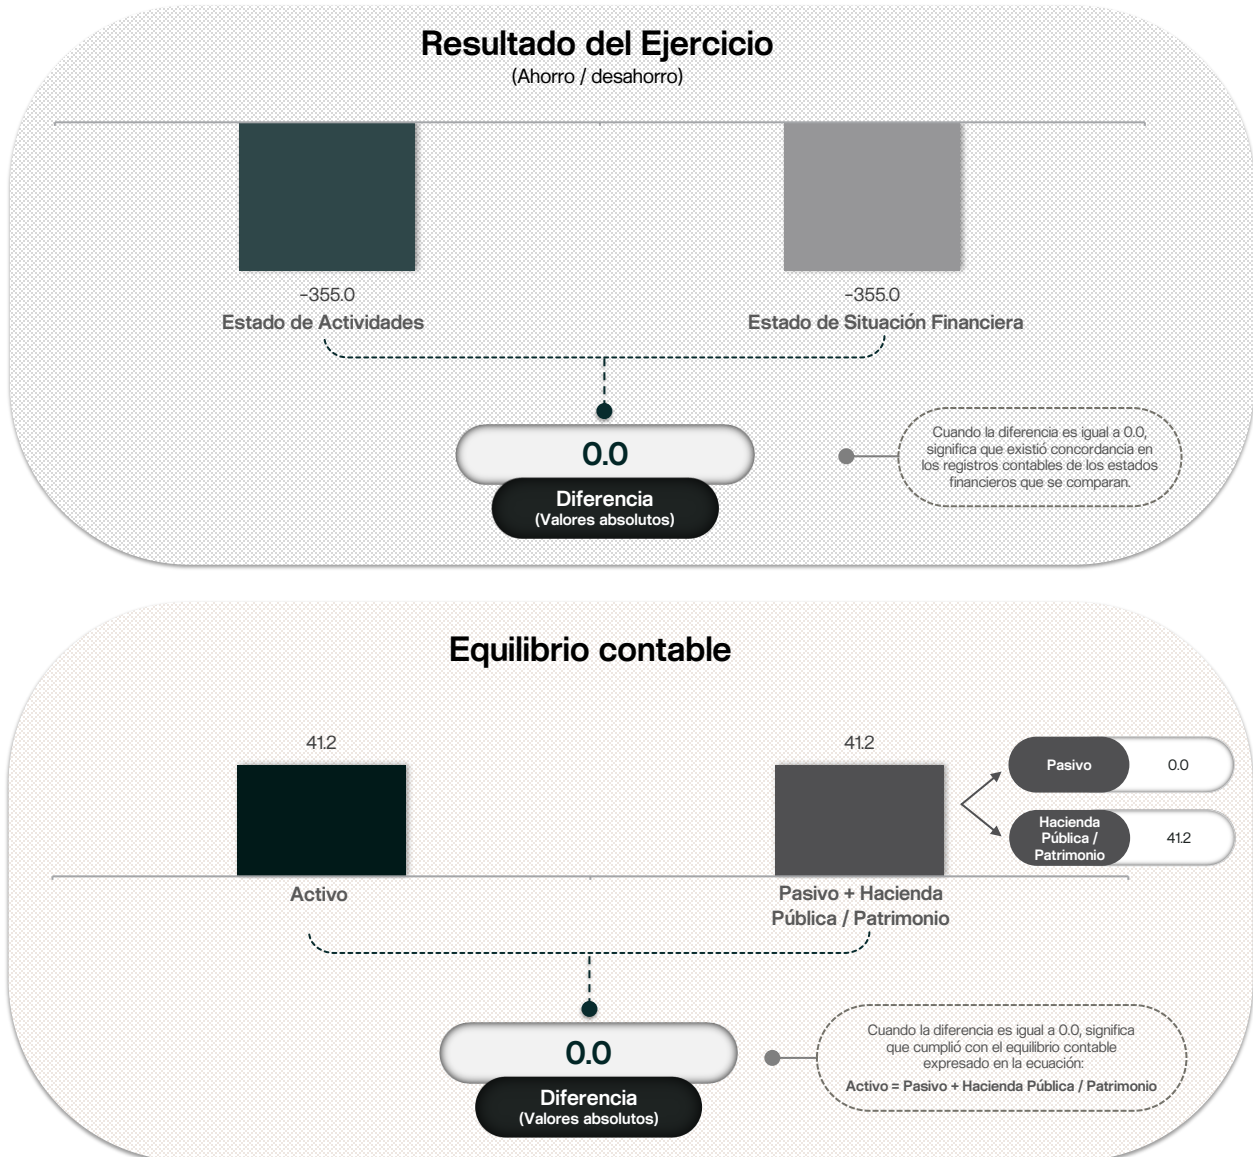 Resultado del Ejercicio
(Ahorro / desahorro)
-355.0
-355.0
Estado de Actividades
Estado de Situación Financiera
0.0
Diferencia
(Valores absolutos)
Cuando la diferencia es igual a 0.0,
significa que existió concordancia en
los registros contables de los estados
financieros que se comparan.
Equilibrio contable
41.2
41.2
Pasivo
0.0
Hacienda
Pública /
Patrimonio
41.2
Activo
Pasivo + Hacienda
Pública / Patrimonio
0.0
Diferencia
(Valores absolutos)
Cuando la diferencia es igual a 0.0, significa
que cumplió con el equilibrio contable
expresado en la ecuación:
Activo = Pasivo + Hacienda Pública / Patrimonio